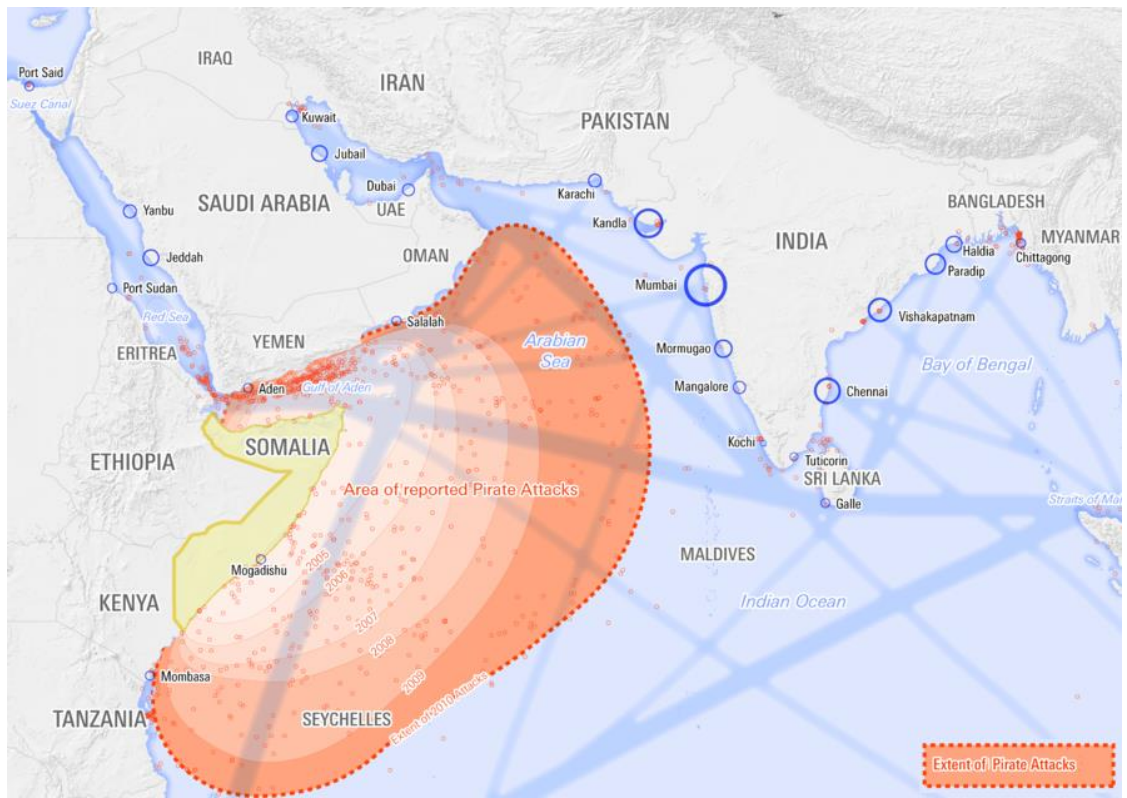 IRAQ
Port Said
Suez Canal
IRAN
Kuwait
PAKISTAN
Jubail
Dubai
UAE
Karachi
SAUDI ARABIA
Yanbu
Kandla
BANGLADESH
INDIA
MYANMAR
Haldia
Chittagong
Paradip
OMAN
Jeddah
Port Sudan
Mumbai
Red Sea
Salalah
Vishakapatnam
YEMEN
Arabian
Sea
ERITREA
Mormugao
Bay of Bengal
Aden
Gulf of Aden
Mangalore
Chennai
SOMALIA
Kochi
ETHIOPIA
Tuticorin
SRI LANKA
Area of reported Pirate Attacks
Galle
Straits of Ma
Mogadishu
MALDIVES
2005
2006
KENYA
Indian Ocean
2007
2008
Mombasa
2009
TANZANIA
SEYCHELLES
Extent of 2010 Attacks
Extent of Pirate Attacks